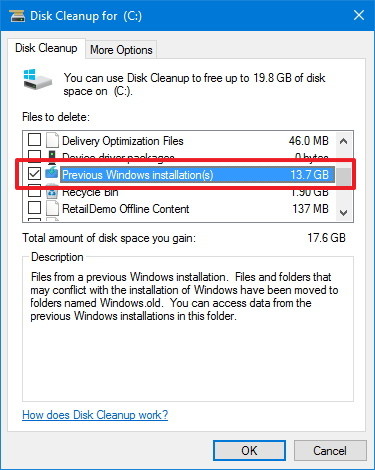 Disk Cleanup for (C:)
Disk Cleanup
More Options
You can use Disk Cleanup to free up to 19.8 GB of disk
space on (C:).
Files to delete:
Delivery Optimization Files 46.0 MB
Device driver packages 0 bytes
Previous Windows installation(s) 13.7 GB
Recycle Bin 1.90 GB
RetailDemo Offline Content 137 MB
Total amount of disk space you gain: 17.6 GB
Description
Files from a previous Windows installation. Files and folders that
may conflict with the installation of Windows have been moved to
folders named Windows.old. You can access data from the
previous Windows installations in this folder.
How does Disk Cleanup work?
OK
Cancel